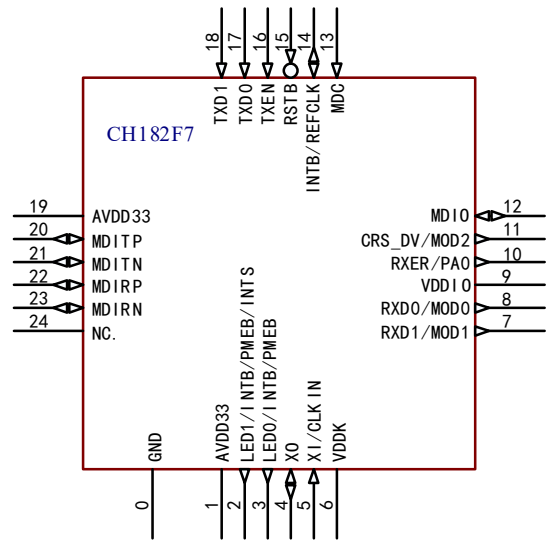 18 17 16 15 14 13
TXD1 TXD0 TXEN RSTB INTB/REFCLK MDC
CH182F7
19 AVDD33
20 MDITP
21 MDITN
22 MDIRP
23 MDIRN
24 NC.
MDIO 12
CRS_DV/MOD2 11
RXER/PA0 10
VDDIO 9
RXD0/MOD0 8
RXD1/MOD1 7
GND AVDD33 LED1/INTB/PMEB/INTS LED0/INTB/PMEB XO XI/CLKIN VDDK
0 1 2 3 4 5 6